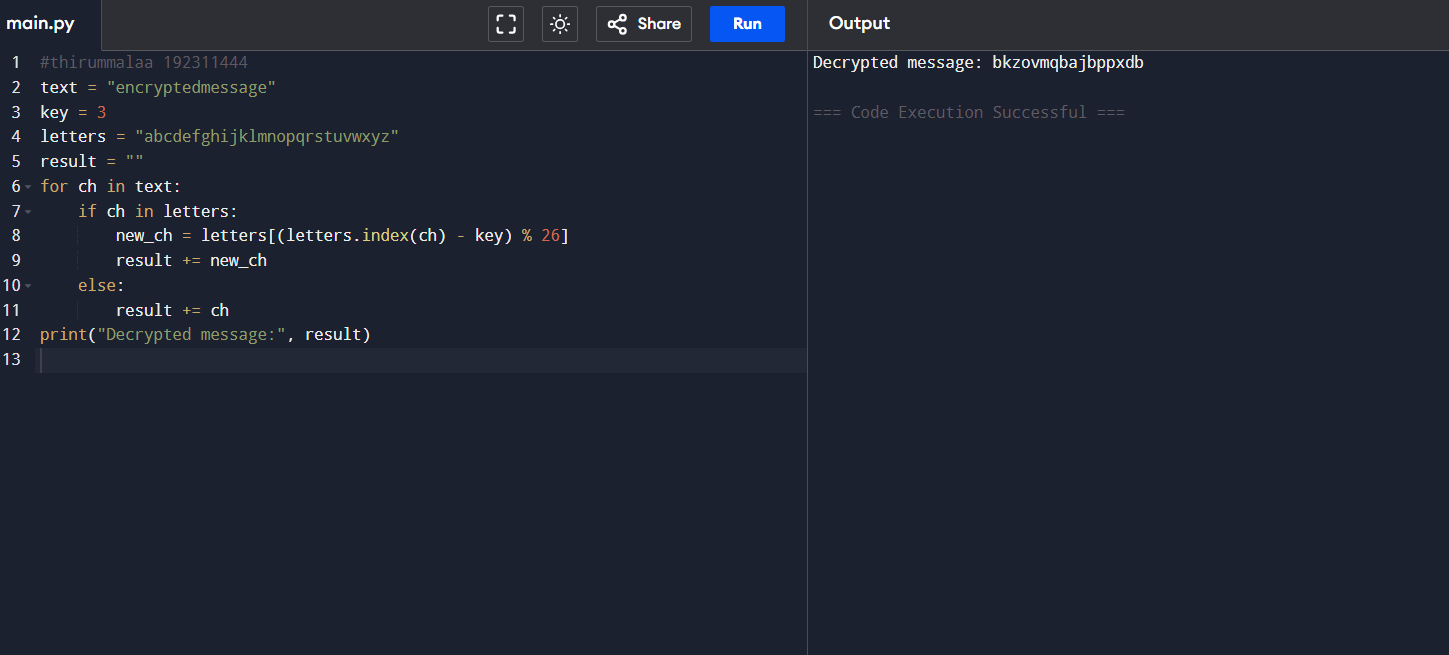 main.py
Share
Run
Output
1 #thirummalaa 192311444
2 text = "encryptedmessage"
3 key = 3
4 letters = "abcdefghijklmnopqrstuvwxyz"
5 result = ""
6 for ch in text:
7     if ch in letters:
8         new_ch = letters[(letters.index(ch) - key) % 26]
9         result += new_ch
10     else:
11         result += ch
12 print("Decrypted message:", result)
13
Decrypted message: bkzovmqbajbppxdb
=== Code Execution Successful ===